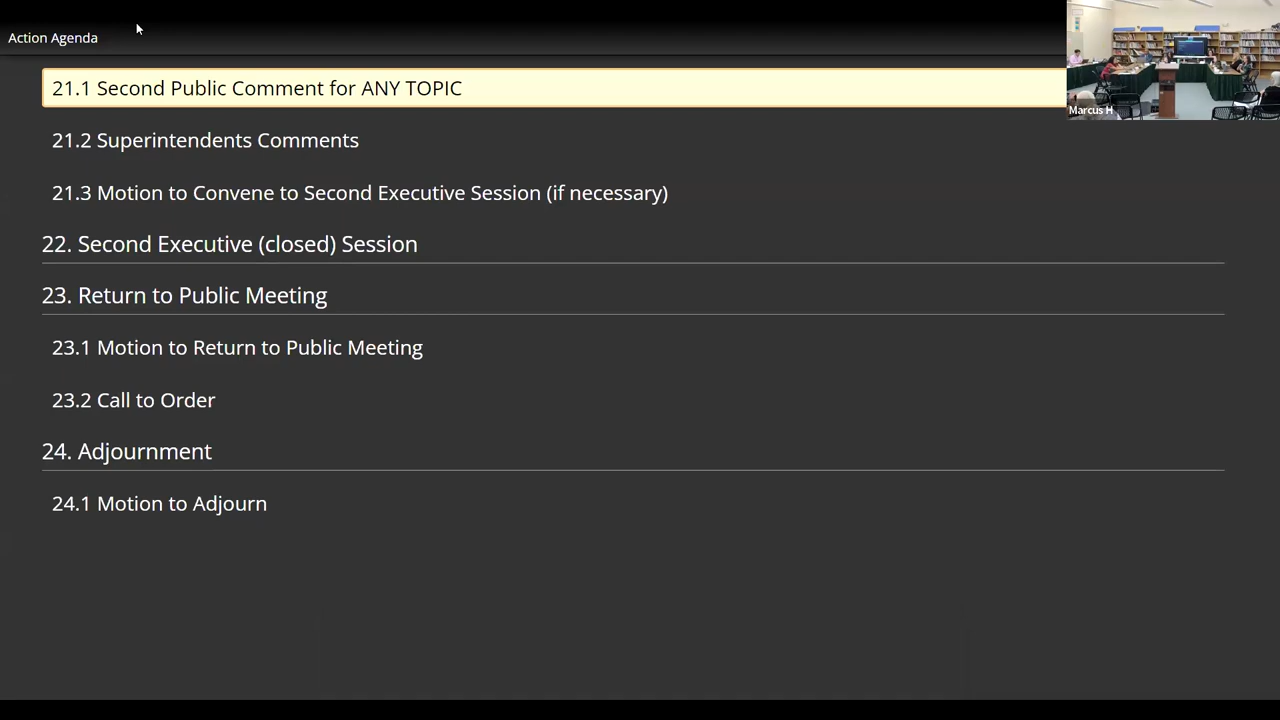 Action Agenda
21.1 Second Public Comment for ANY TOPIC
Marcus H
21.2 Superintendents Comments
21.3 Motion to Convene to Second Executive Session (if necessary)
22. Second Executive (closed) Session
23. Return to Public Meeting
23.1 Motion to Return to Public Meeting
23.2 Call to Order
24. Adjournment
24.1 Motion to Adjourn